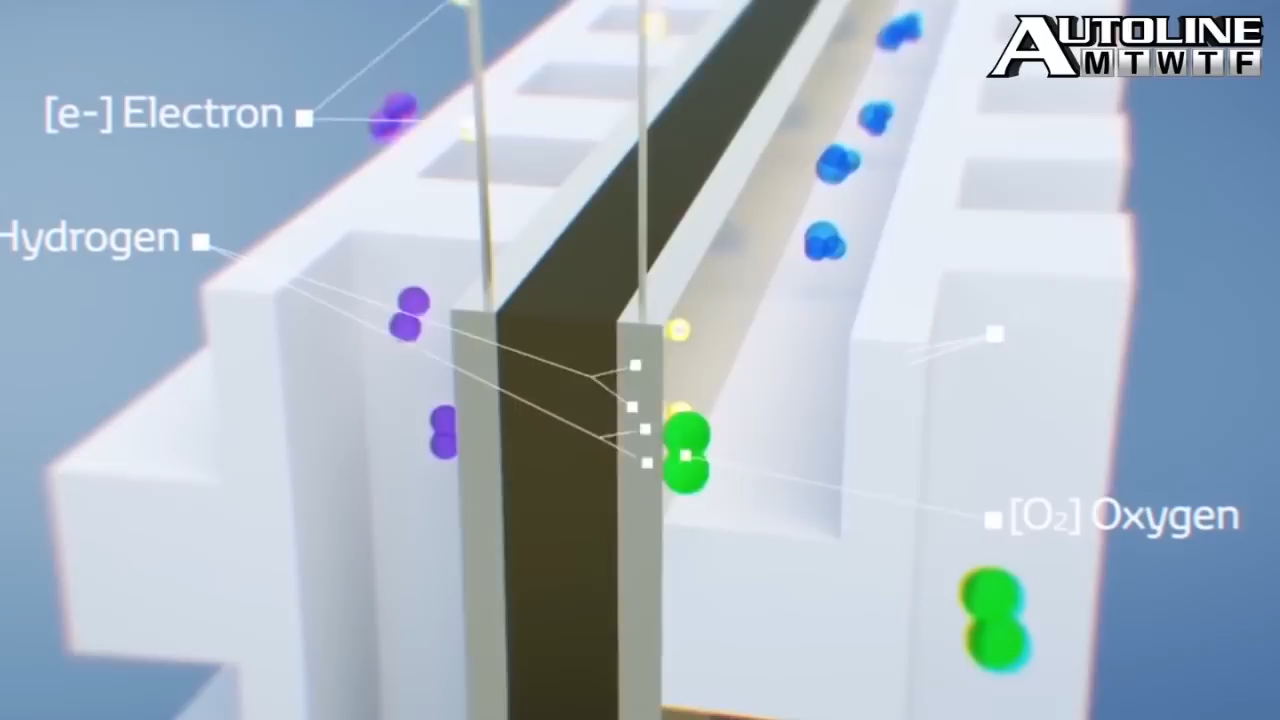 AUTOLINE
MTWTF
[e-] Electron
Hydrogen
[O₂] Oxygen